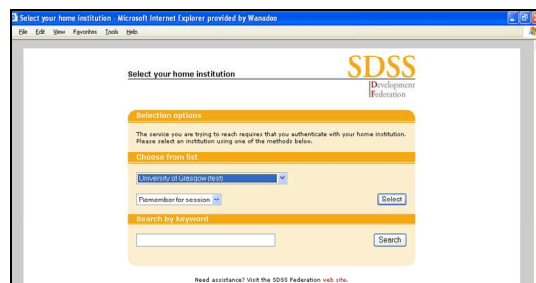 Select your home institution - Microsoft Internet Explorer provided by Wanadoo
File Edit View Favorites Tools Help
Select your home institution
SDSS
Development
Federation
Selection options
The service you are trying to reach requires that you authenticate with your home institution.
Please select an institution using one of the methods below.
Choose from list
University of Glasgow (test)
Remember for session
Select
Search by keyword
Search
Need assistance? Visit the SDSS Federation web site.